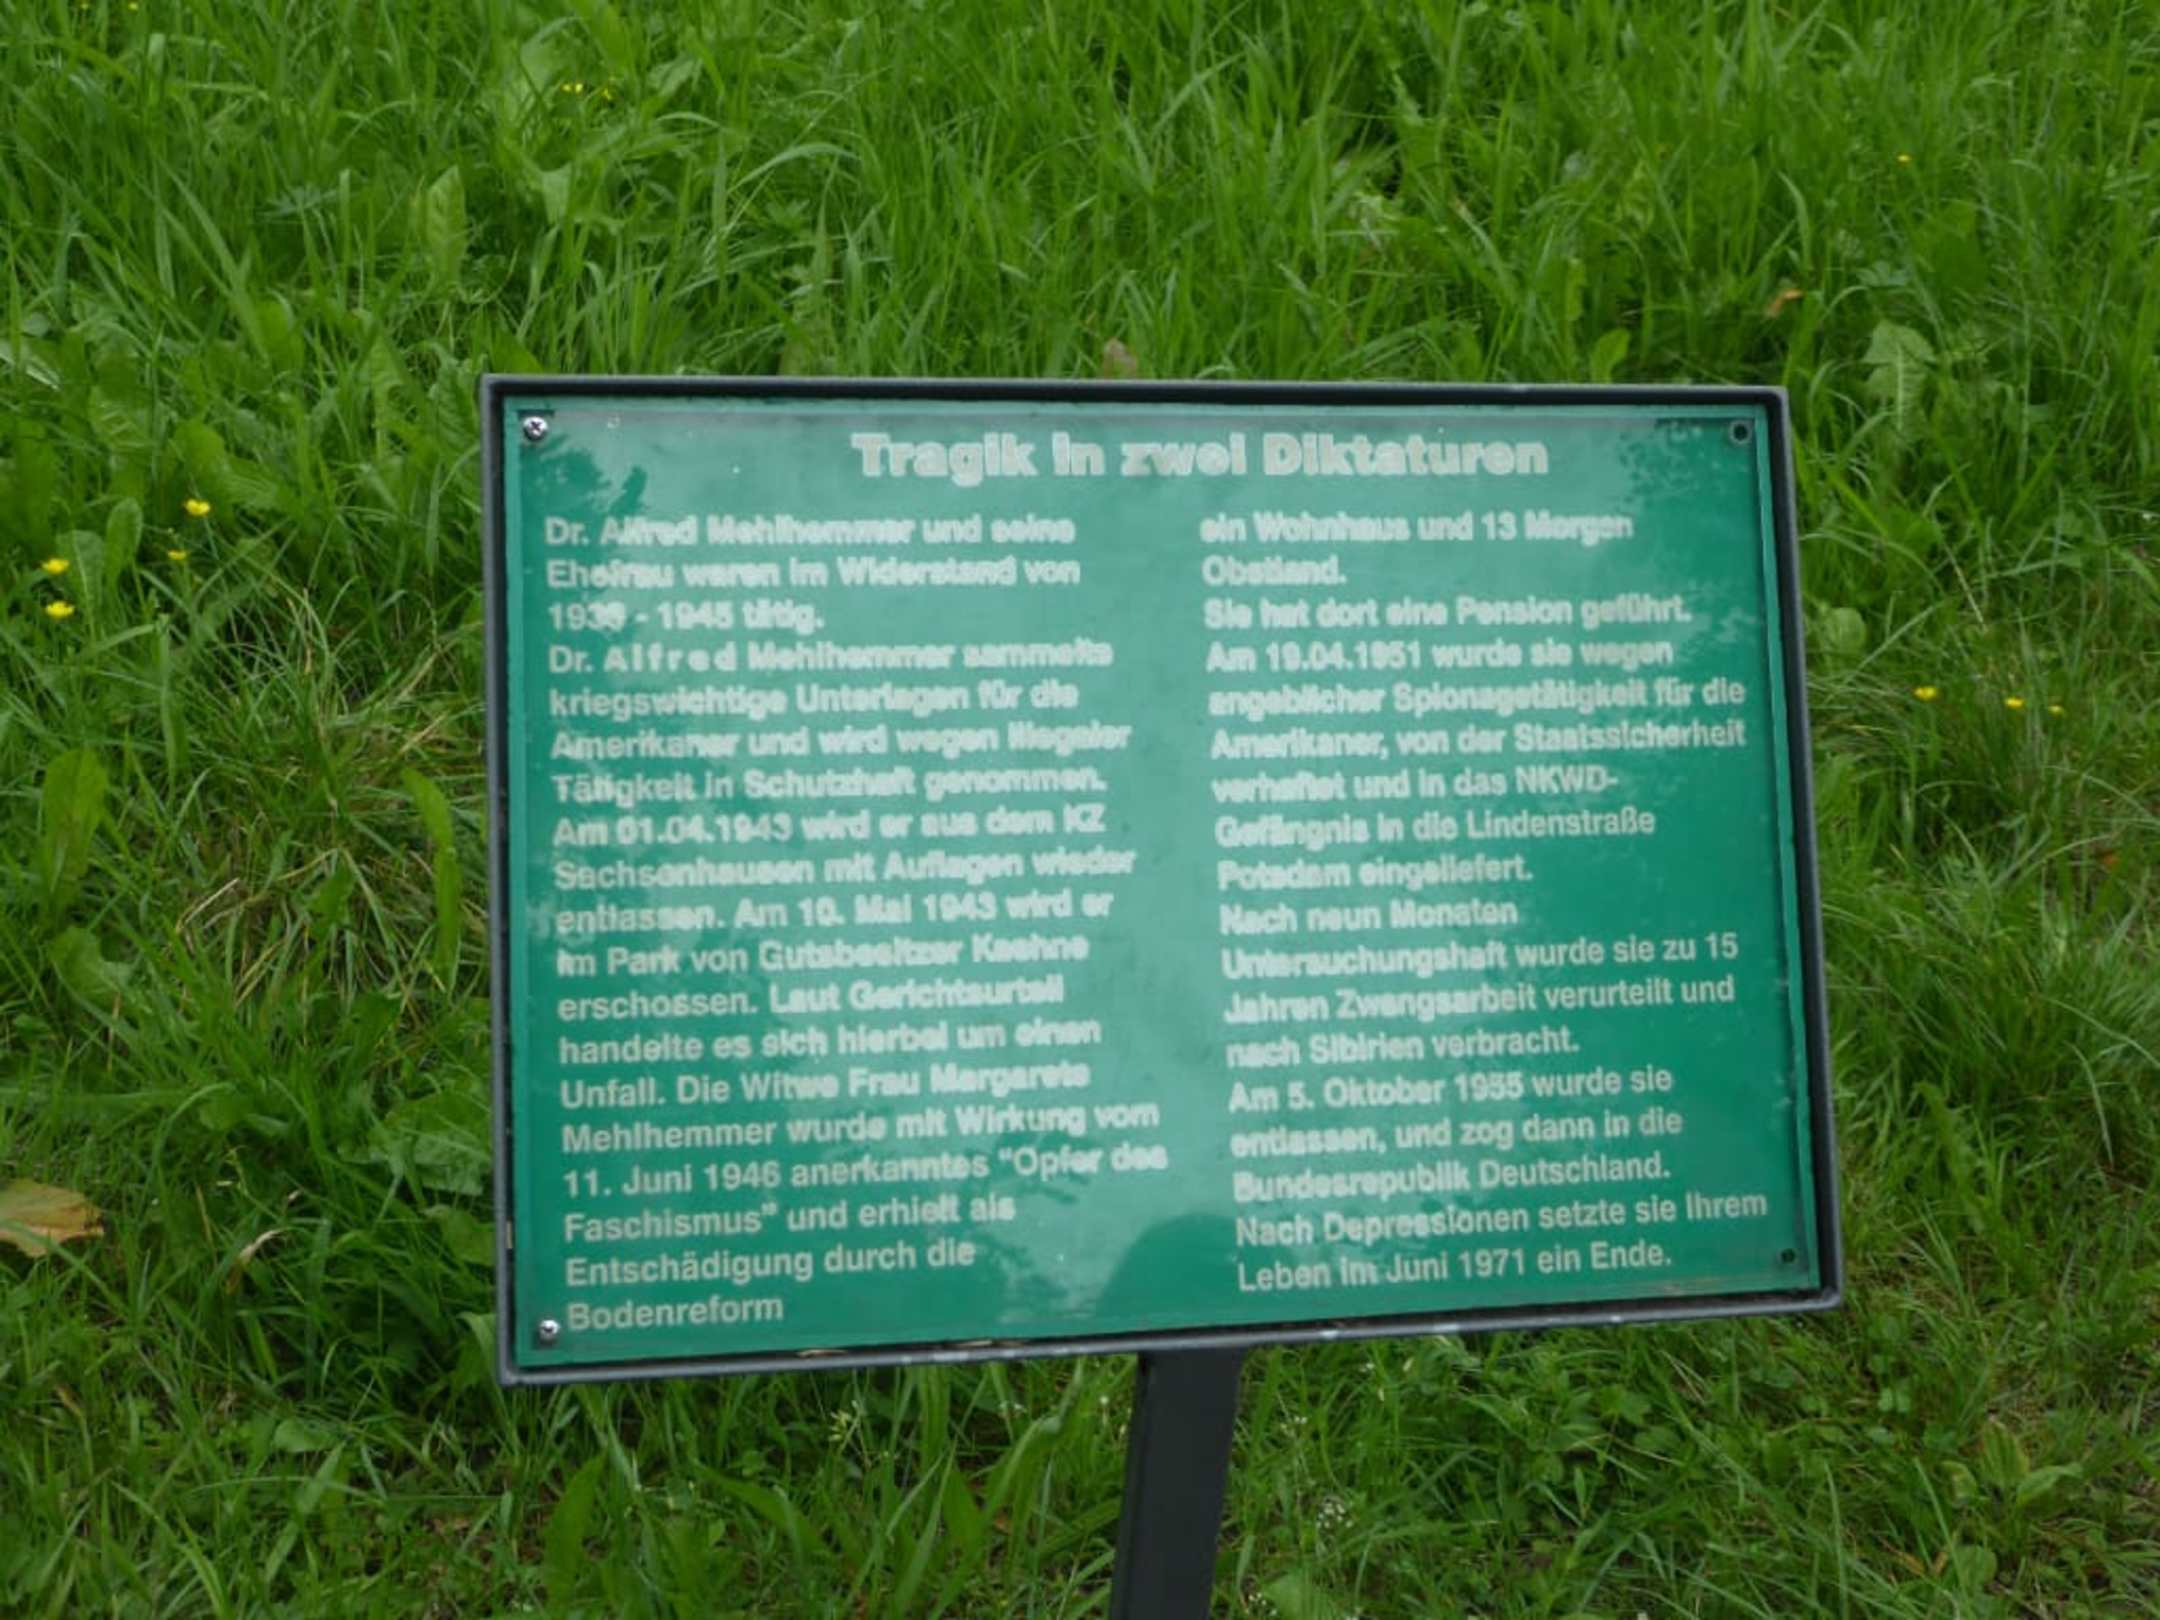 Tragik in zwei Diktaturen
Dr. Alfred Mehlhemmer und seine
Ehefrau waren im Widerstand von
- 1945 tätig.
Dr. Alfred Mehlhemmer sammelte
kriegswichtige Unterlagen für die
Amerikaner und wird wegen illegaler
Tätigkeit in Schutzhaft genommen.
Am 01.04.1943 wird er aus dem KZ
Sachsenhausen mit Auflagen wieder
entlassen. Am 10. Mai 1943 wird er
im Park von Gutsbesitzer Kaehne
erschossen. Laut Gerichtsurteil
handelte es sich hierbei um einen
Unfall. Die Witwe Frau Margarete
Mehlhemmer wurde mit Wirkung vom
11. Juni 1946 anerkanntes "Opfer des
Faschismus" und erhielt als
Entschädigung durch die
Bodenreform
ein Wohnhaus und 13 Morgen
Obstland.
Sie hat dort eine Pension geführt.
Am 19.04.1951 wurde sie wegen
angeblicher Spionagetätigkeit für die
Amerikaner, von der Staatssicherheit
verhaftet und in das NKWD-
Gefängnis in die Lindenstraße
Potsdam eingeliefert.
Nach neun Monaten
Untersuchungshaft wurde sie zu 15
Jahren Zwangsarbeit verurteilt und
nach Sibirien verbracht.
Am 5. Oktober 1955 wurde sie
entlassen, und zog dann in die
Bundesrepublik Deutschland.
Nach Depressionen setzte sie Ihrem
Leben im Juni 1971 ein Ende.